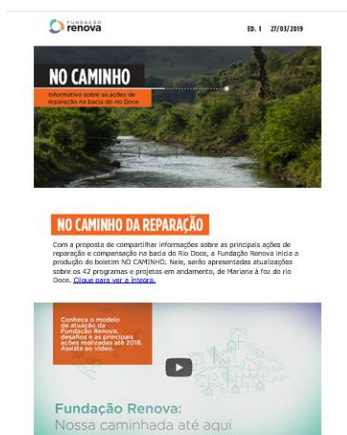 FUNDAÇÃO
renova
ED. 1 27/03/2019
NO CAMINHO
Informativo sobre as ações de
reparação na bacia do rio Doce
NO CAMINHO DA REPARAÇÃO
Com a proposta de compartilhar informações sobre as principais ações de
reparação e compensação na bacia do Rio Doce, a Fundação Renova inicia a
produção do boletim NO CAMINHO. Nele, serão apresentadas atualizações
sobre os 42 programas e projetos em andamento, de Mariana à foz do rio
Doce. Clique para ver a íntegra.
Conheça o modelo
de atuação da
Fundação Renova,
desafios e as principais
ações realizadas até 2018.
Assista ao vídeo.
Fundação Renova:
Nossa caminhada até aqui